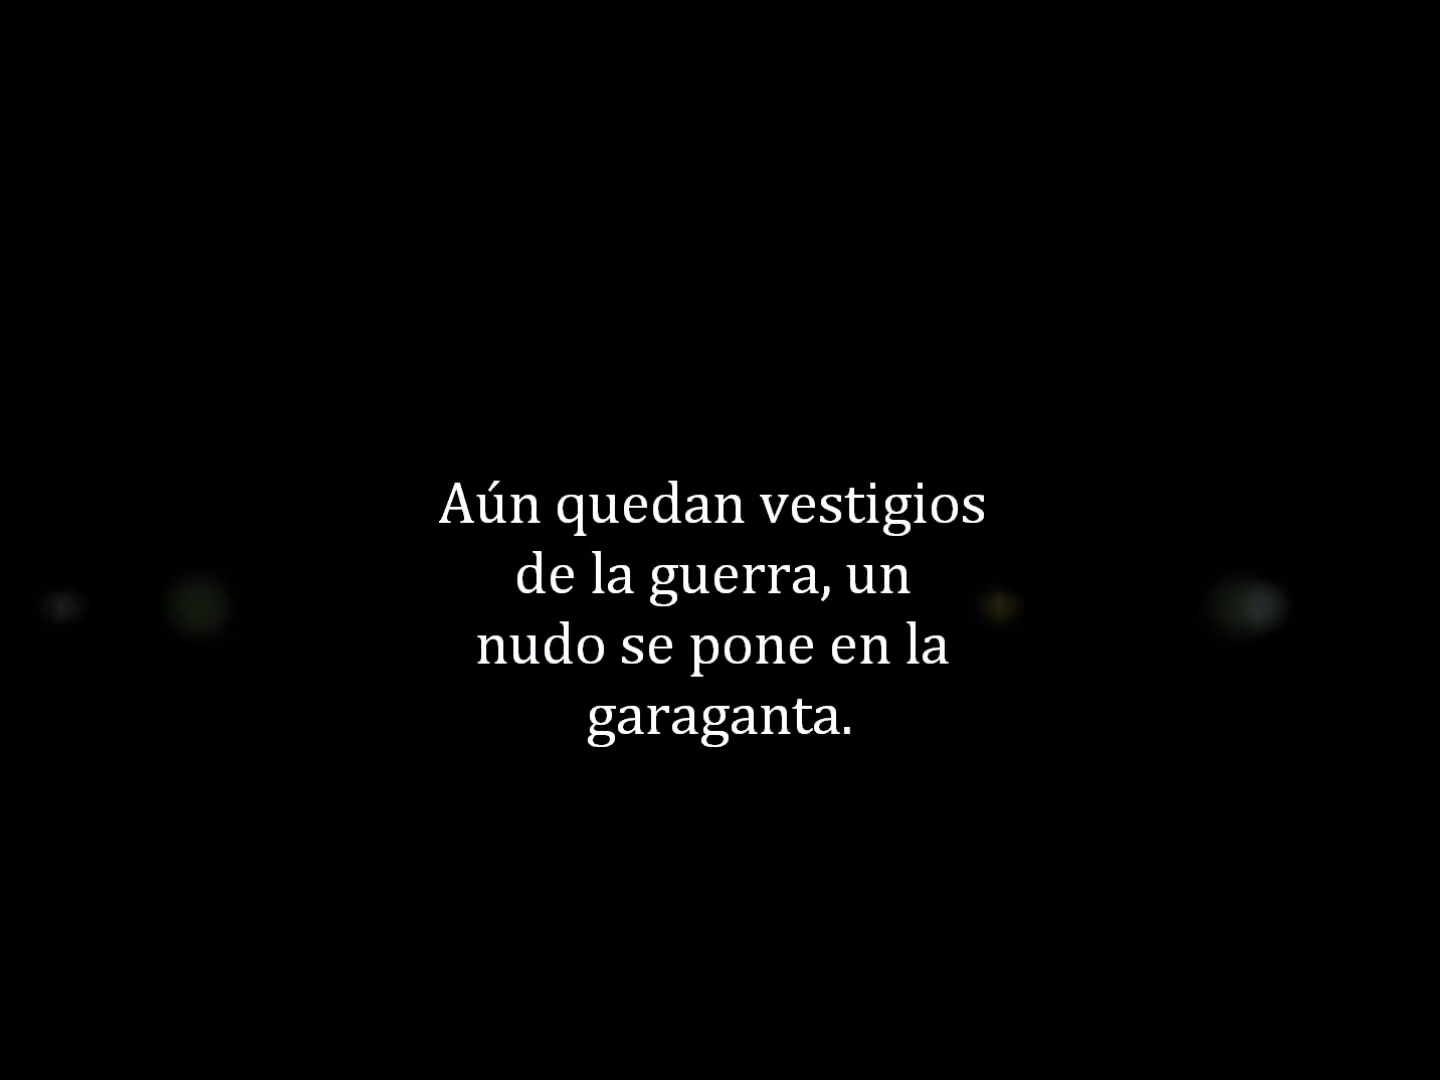 Aún quedan vestigios
de la guerra, un
nudo se pone en la
garaganta.